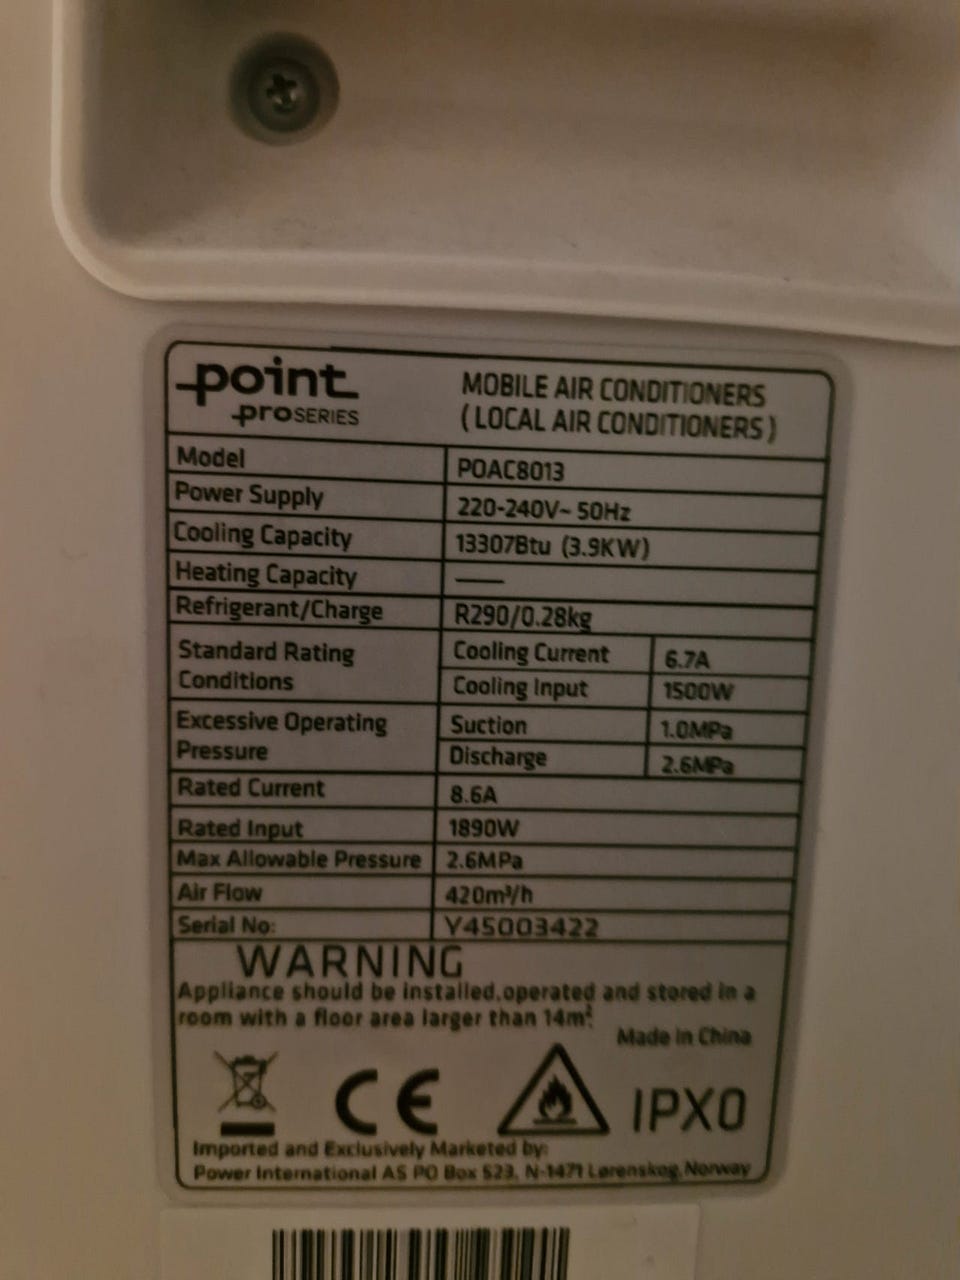 point
pro SERIES
MOBILE AIR CONDITIONERS
( LOCAL AIR CONDITIONERS )
Model POAC8013
Power Supply 220-240V~ 50Hz
Cooling Capacity 13307Btu (3.9KW)
Heating Capacity ——
Refrigerant/Charge R290/0.28kg
Standard Rating Conditions Cooling Current 6.7A
Cooling Input 1500W
Excessive Operating Pressure Suction 1.0MPa
Discharge 2.6MPa
Rated Current 8.6A
Rated Input 1890W
Max Allowable Pressure 2.6MPa
Air Flow 420m³/h
Serial No: Y45003422
WARNING
Appliance should be installed,operated and stored in a
room with a floor area larger than 14m².
Made in China
CE
IPX0
Imported and Exclusively Marketed by:
Power International AS PO Box 523, N-1471 Lørenskog, Norway